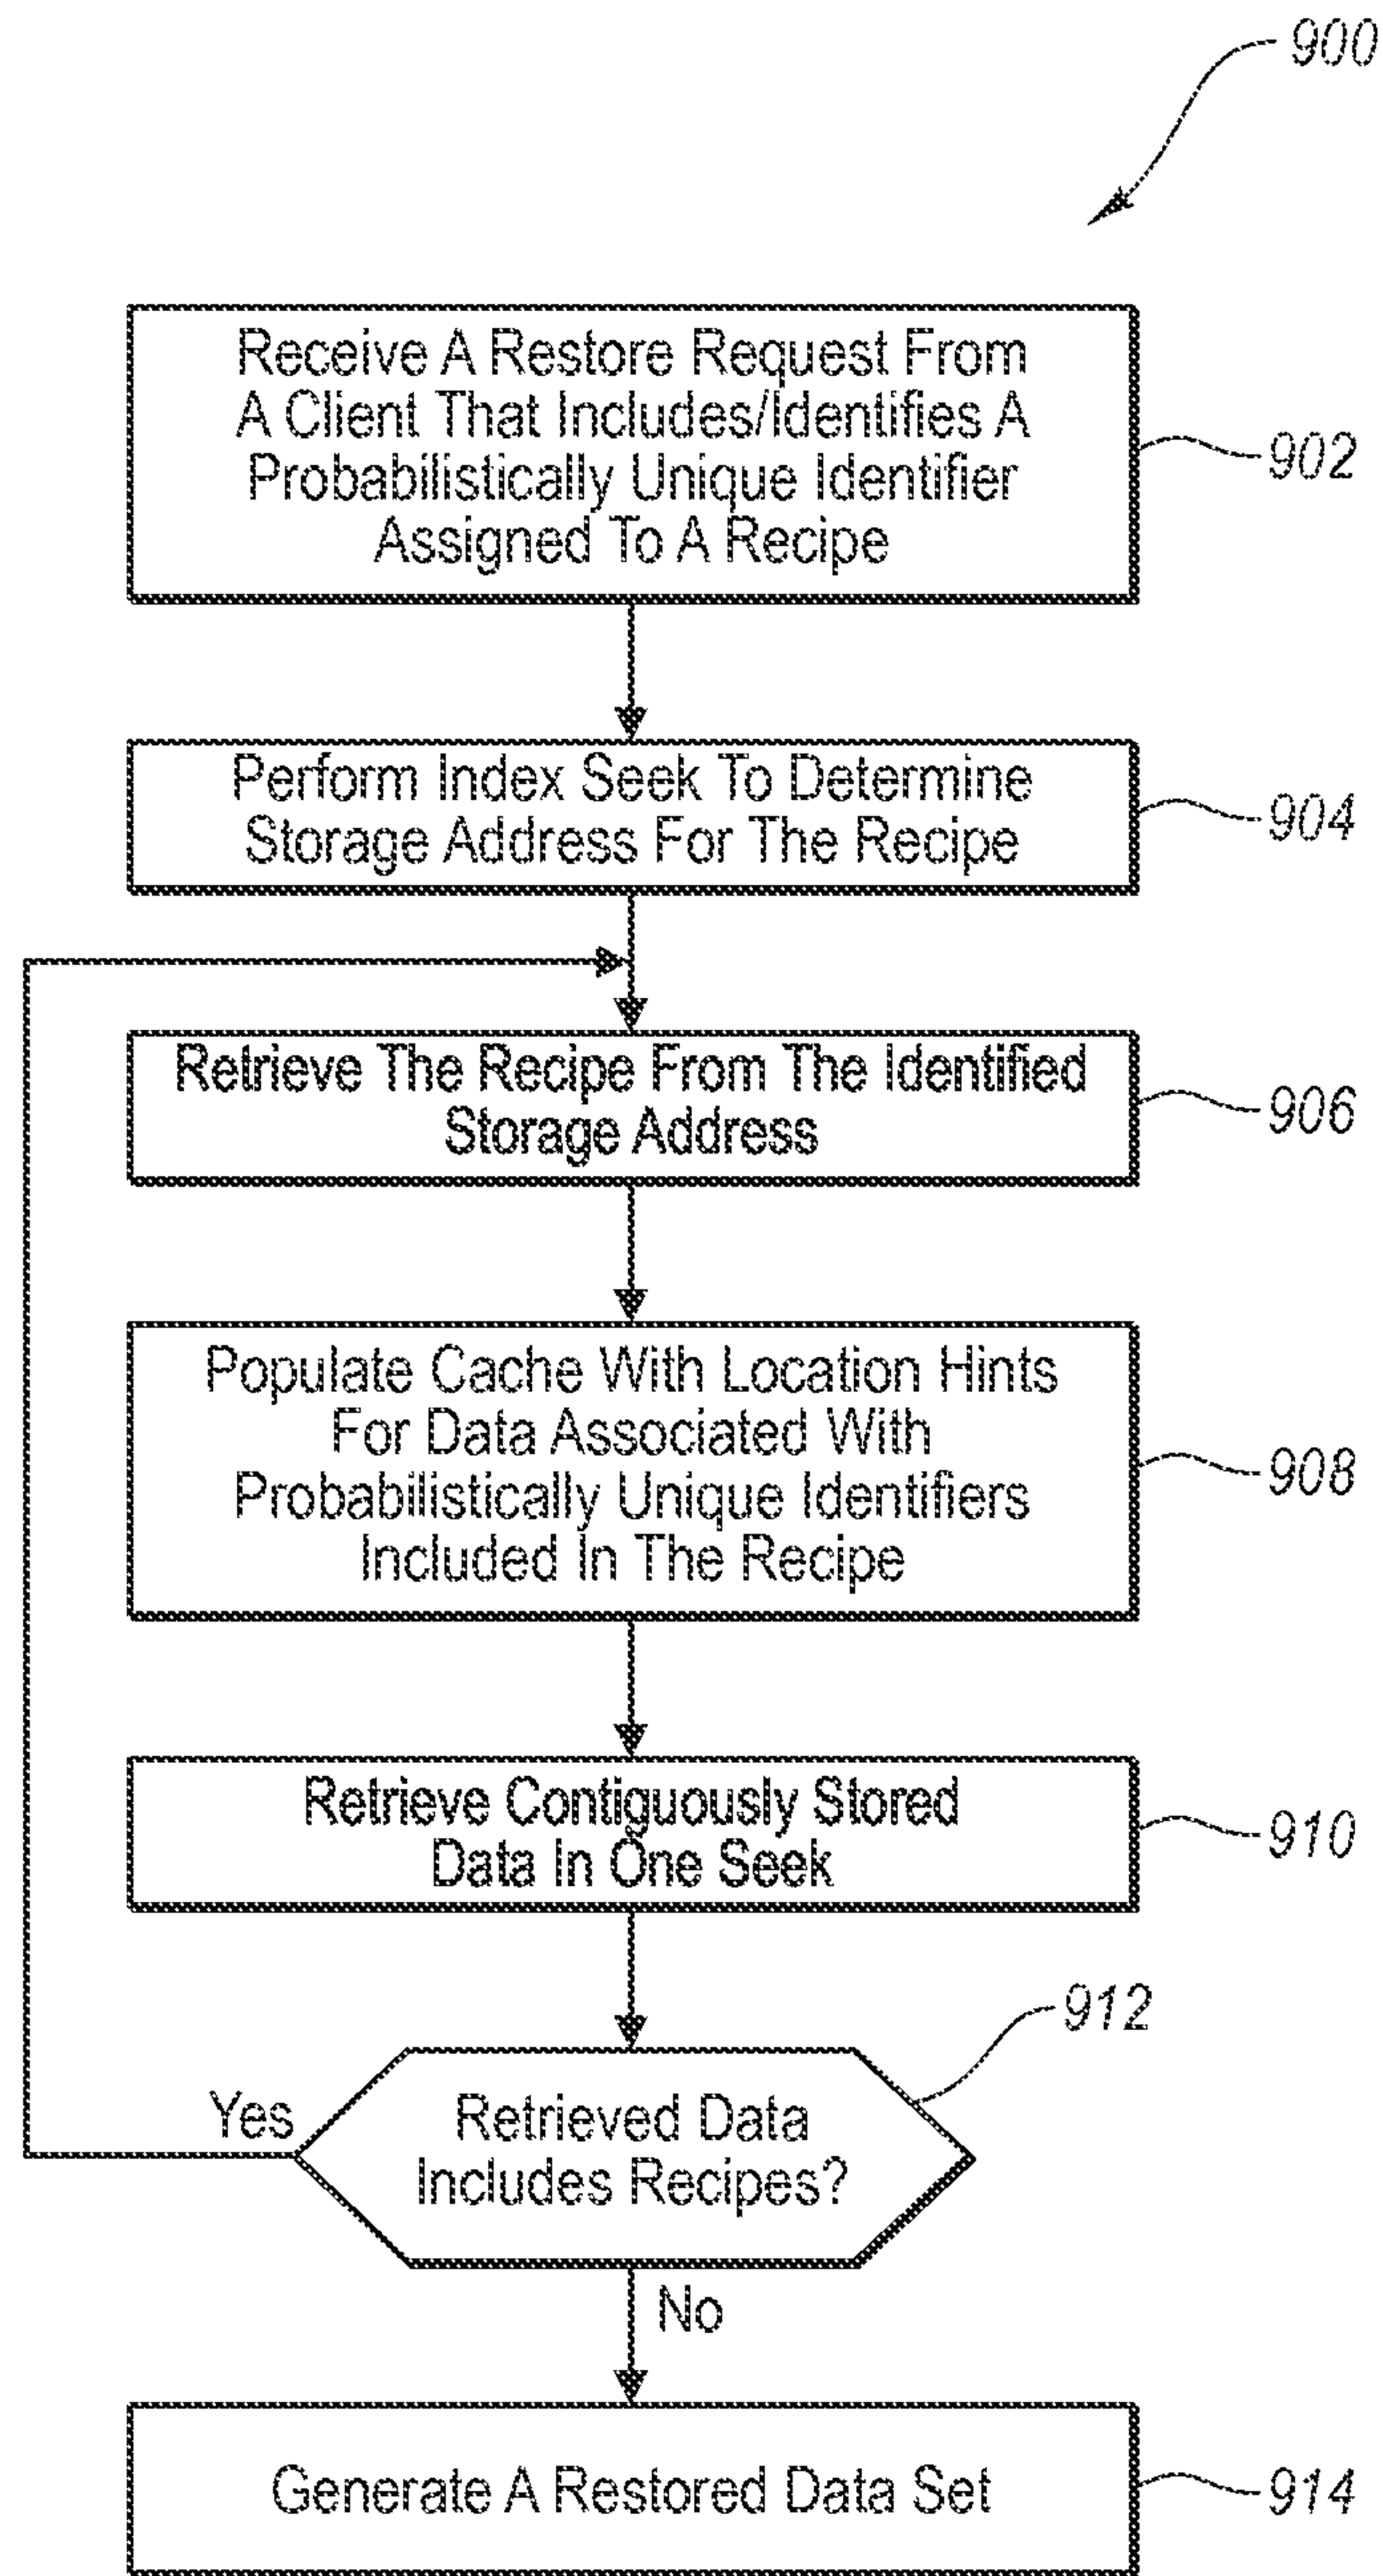 900
Receive A Restore Request From
A Client That Includes/Identifies A
Probabilistically Unique Identifier
Assigned To A Recipe
902
Perform Index Seek To Determine
Storage Address For The Recipe
904
Retrieve The Recipe From The Identified
Storage Address
906
Populate Cache With Location Hints
For Data Associated With
Probabilistically Unique Identifiers
Included In The Recipe
908
Retrieve Contiguously Stored
Data In One Seek
910
912
Yes
Retrieved Data
Includes Recipes?
No
Generate A Restored Data Set
914